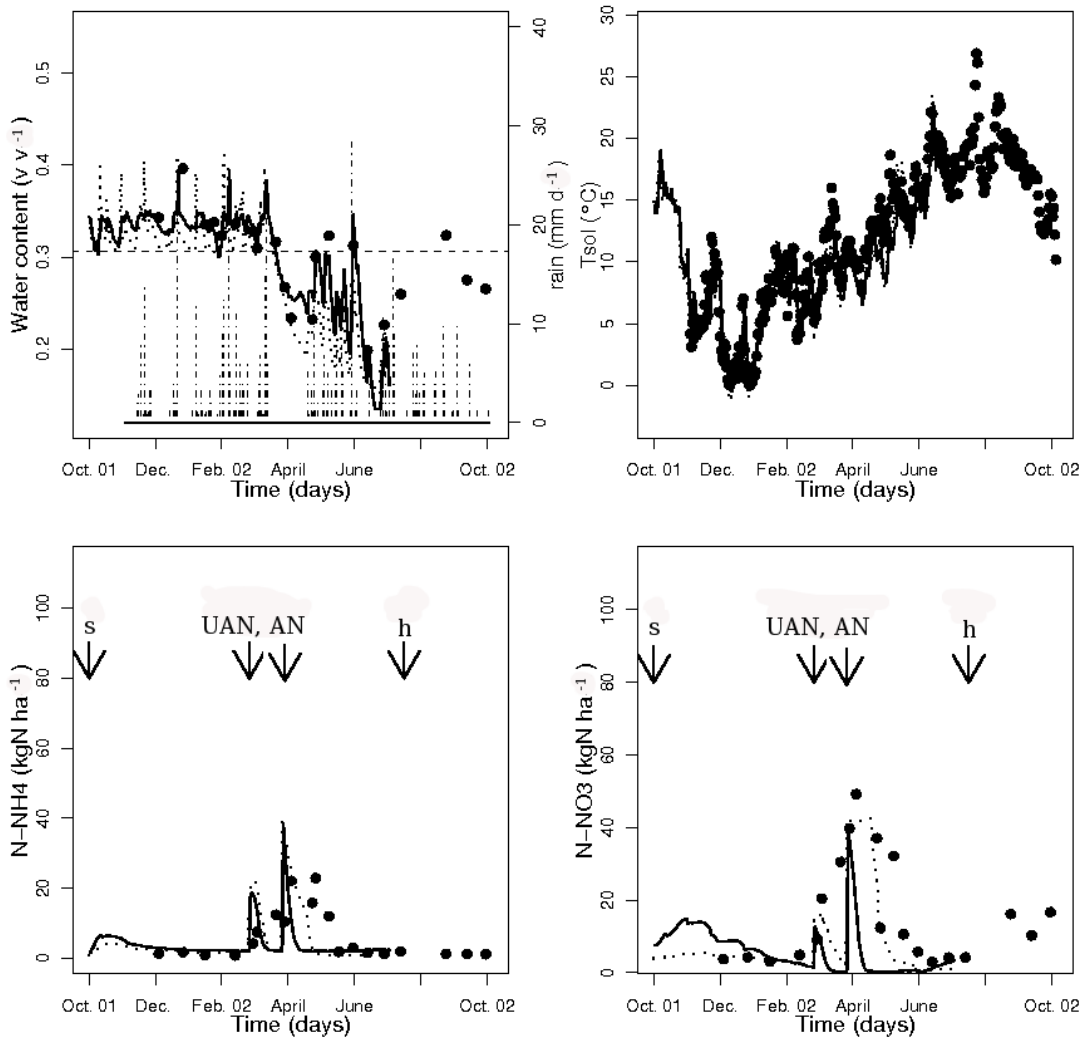 Water content (v v⁻¹)
0.2 0.3 0.4 0.5
0 10 20 30 40
rain (mm d⁻¹)
Oct. 01 Dec. Feb. 02 April June Oct. 02
Time (days)
Tsol (°C)
0 5 10 15 20 25 30
Oct. 01 Dec. Feb. 02 April June Oct. 02
Time (days)
N−NH4 (kgN ha⁻¹)
0 20 40 60 80 100
s UAN, AN h
Oct. 01 Dec. Feb. 02 April June Oct. 02
Time (days)
N−NO3 (kgN ha⁻¹)
0 20 40 60 80 100
s UAN, AN h
Oct. 01 Dec. Feb. 02 April June Oct. 02
Time (days)